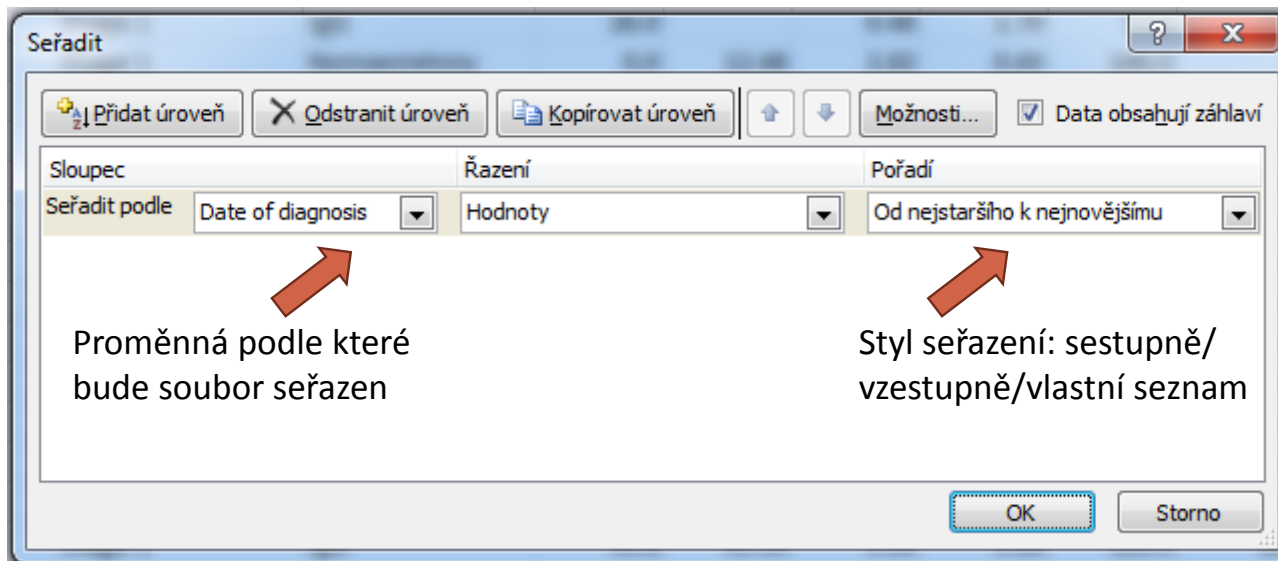 Seřadit
Přidat úroveň Odstranit úroveň Kopírovat úroveň Možnosti... Data obsahují záhlaví
Sloupec Řazení Pořadí
Seřadit podle Date of diagnosis Hodnoty Od nejstaršího k nejnovějšímu
Proměnná podle které
bude soubor seřazen
Styl seřazení: sestupně/
vzestupně/vlastní seznam
OK Storno